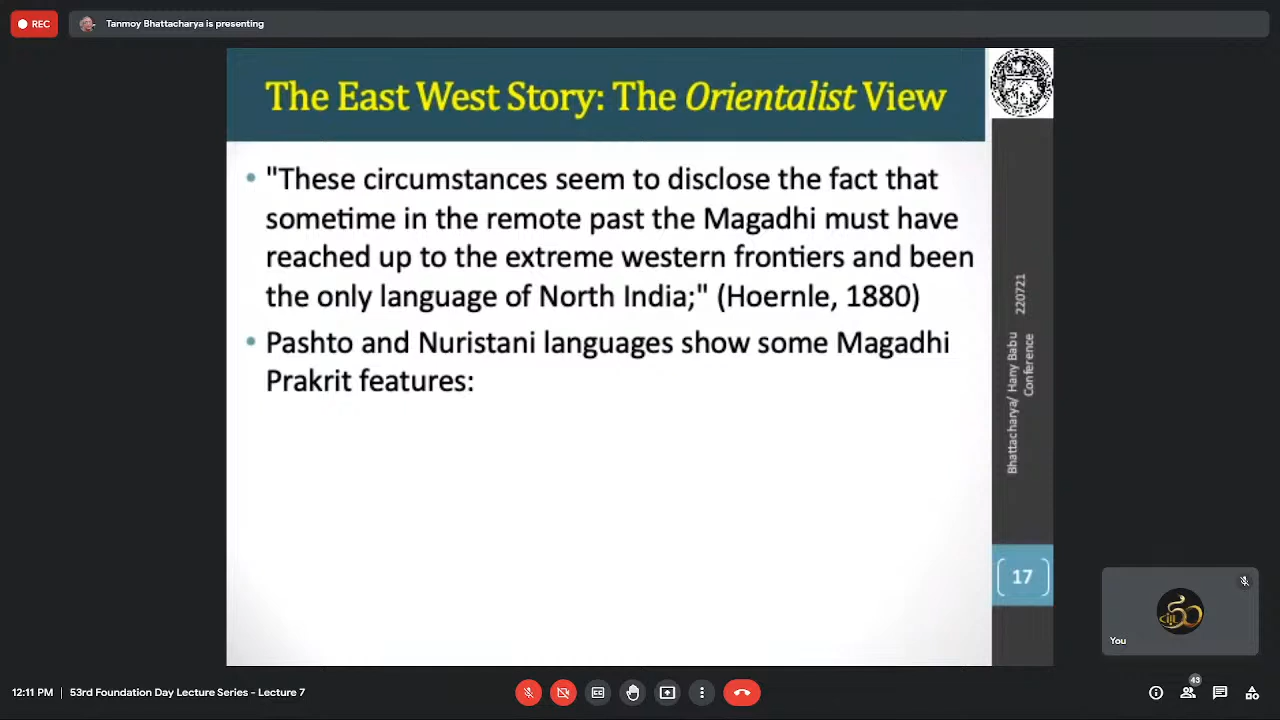 REC
Tanmoy Bhattacharya is presenting
The East West Story: The Orientalist View
• "These circumstances seem to disclose the fact that
sometime in the remote past the Magadhi must have
reached up to the extreme western frontiers and been
the only language of North India;" (Hoernle, 1880)
• Pashto and Nuristani languages show some Magadhi
Prakrit features:
Bhattacharya/ Hany Babu
Conference
220721
17
You
12:11 PM | 53rd Foundation Day Lecture Series - Lecture 7
43